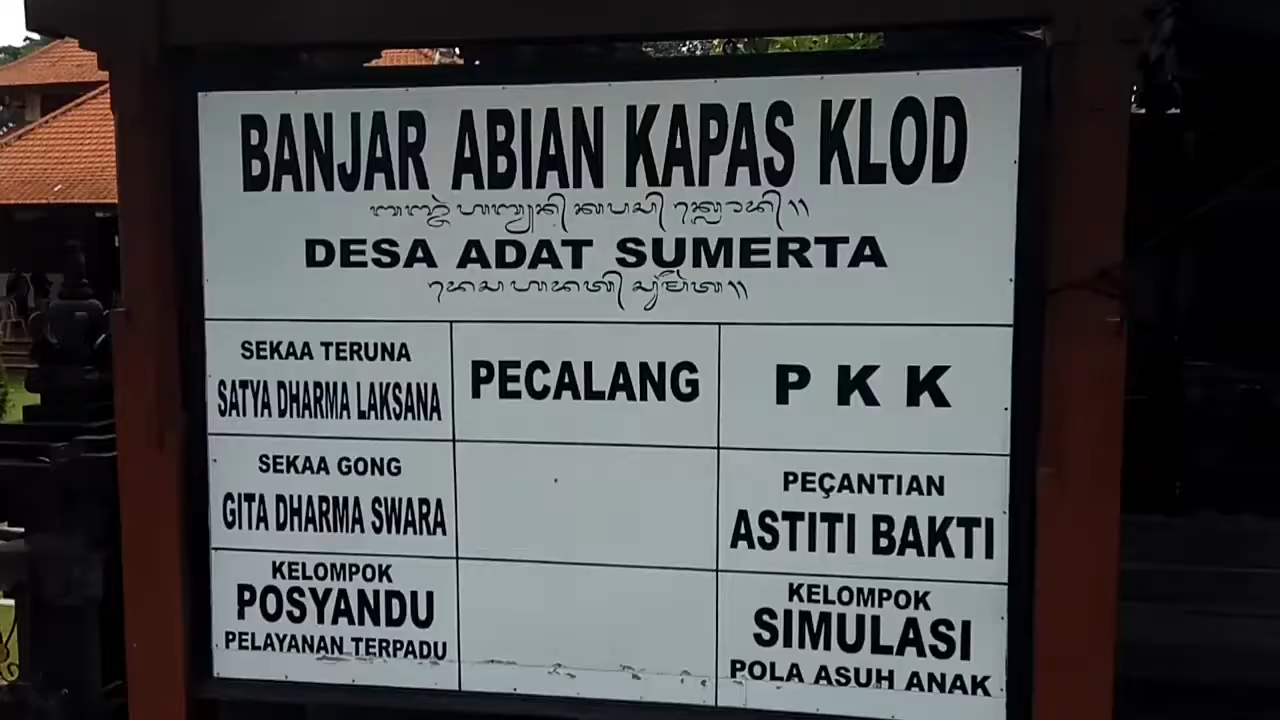 BANJAR ABIAN KAPAS KLOD
DESA ADAT SUMERTA
SEKAA TERUNA
SATYA DHARMA LAKSANA
PECALANG
P K K
SEKAA GONG
GITA DHARMA SWARA
PEÇANTIAN
ASTITI BAKTI
KELOMPOK
POSYANDU
PELAYANAN TERPADU
KELOMPOK
SIMULASI
POLA ASUH ANAK